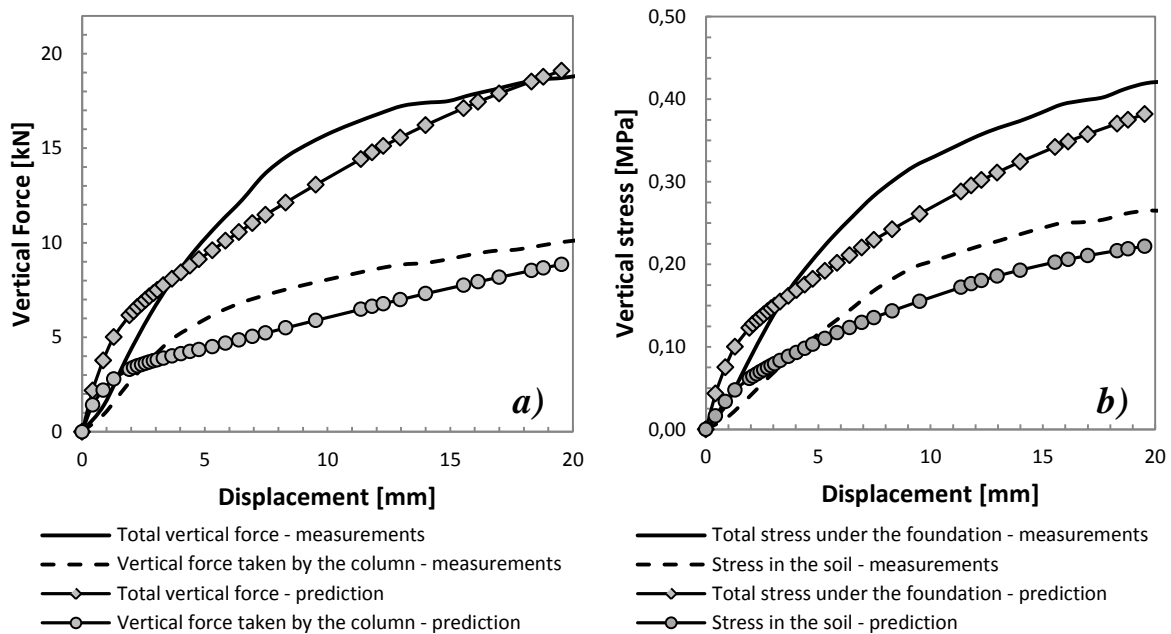 Vertical Force [kN]
20
15
10
5
0
0 5 10 15 20
a)
Displacement [mm]
Total vertical force - measurements
Vertical force taken by the column - measurements
Total vertical force - prediction
Vertical force taken by the column - prediction
Vertical stress [MPa]
0,50
0,40
0,30
0,20
0,10
0,00
0 5 10 15 20
b)
Displacement [mm]
Total stress under the foundation - measurements
Stress in the soil - measurements
Total stress under the foundation - prediction
Stress in the soil - prediction